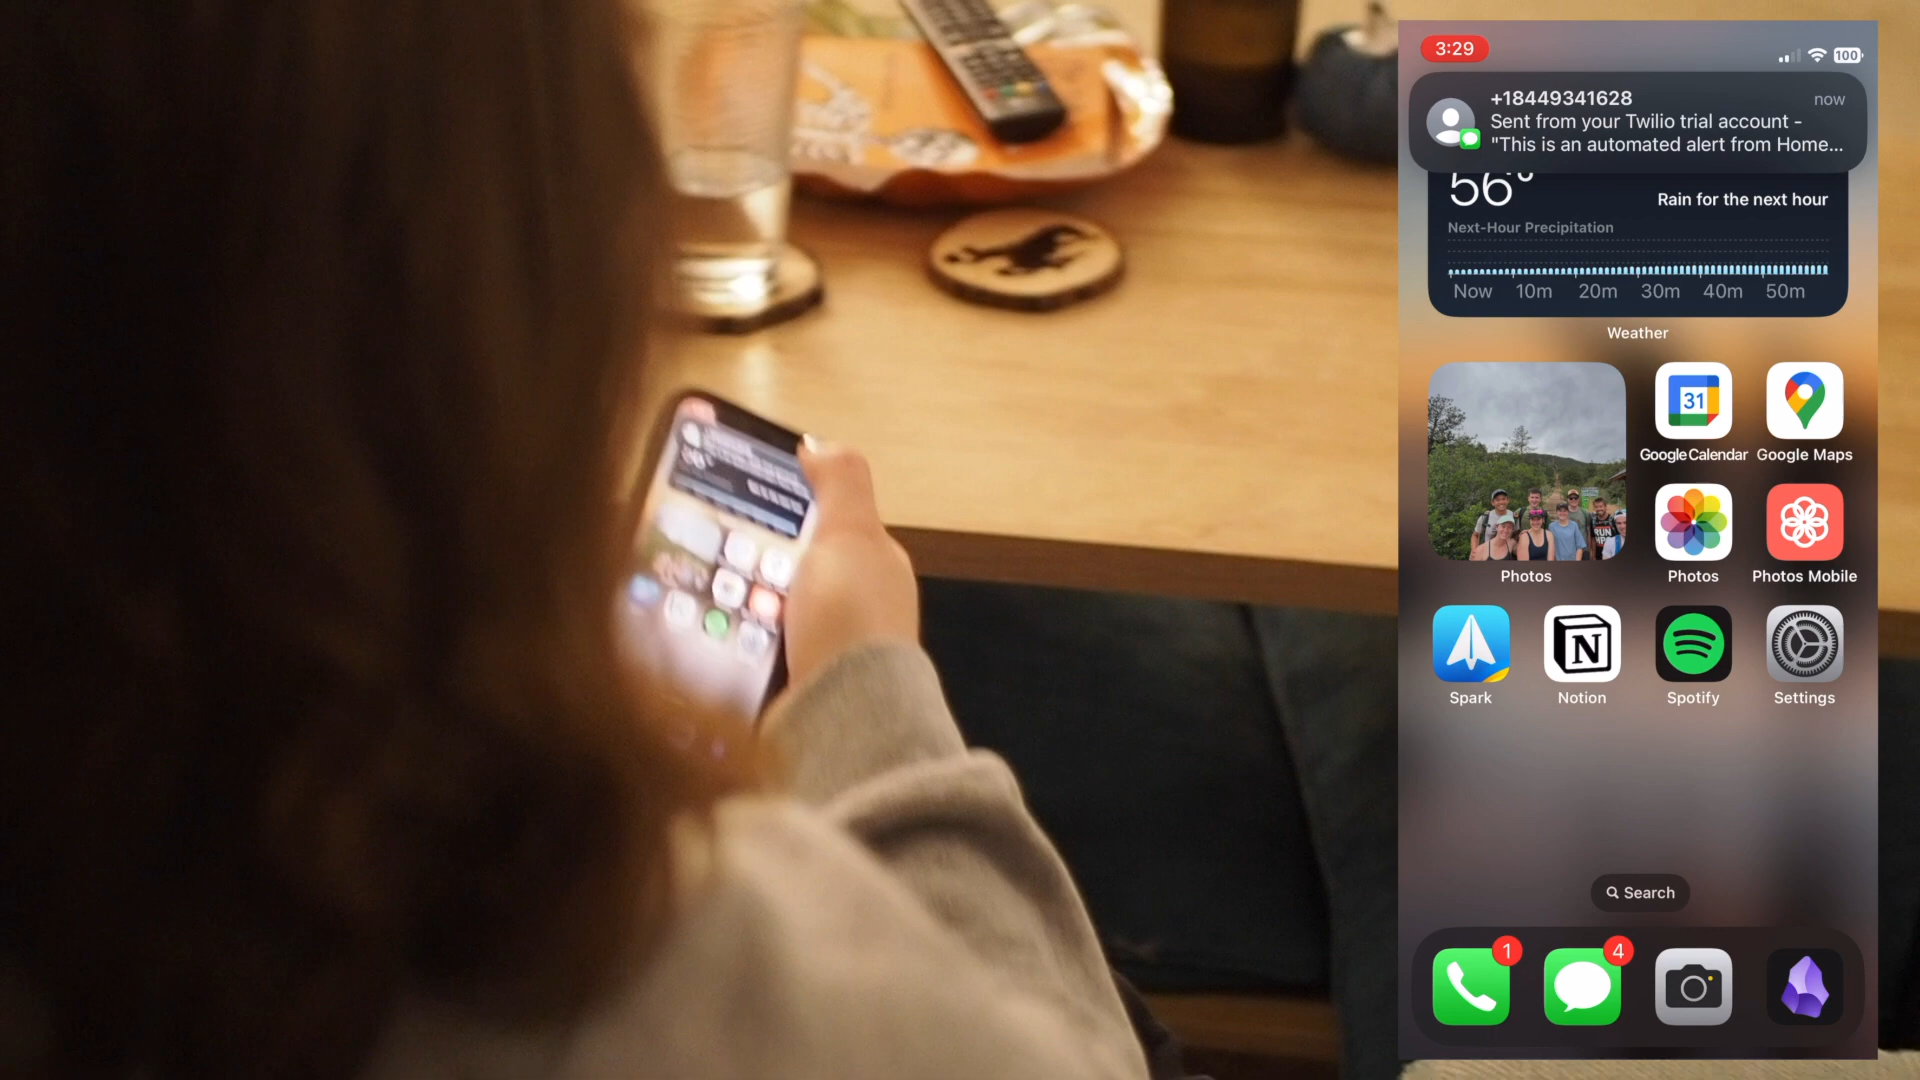 3:29
100
+18449341628
now
Sent from your Twilio trial account -
"This is an automated alert from Home...
56°
Rain for the next hour
Next-Hour Precipitation
Now 10m 20m 30m 40m 50m
Weather
31
Google Calendar
Google Maps
RUN
Photos
Photos
Photos Mobile
N
Spark
Notion
Spotify
Settings
Search
1
4